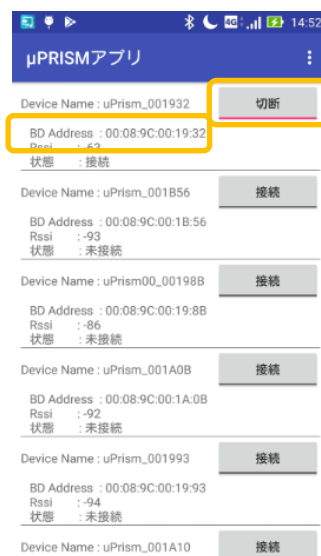 4G 14:52
μPRISMアプリ
Device Name : uPrism_001932 切断
BD Address : 00:08:9C:00:19:32
Rssi : -63
状態 : 接続
Device Name : uPrism_001B56 接続
BD Address : 00:08:9C:00:1B:56
Rssi : -93
状態 : 未接続
Device Name : uPrism00_00198B 接続
BD Address : 00:08:9C:00:19:8B
Rssi : -86
状態 : 未接続
Device Name : uPrism_001A0B 接続
BD Address : 00:08:9C:00:1A:0B
Rssi : -92
状態 : 未接続
Device Name : uPrism_001993 接続
BD Address : 00:08:9C:00:19:93
Rssi : -94
状態 : 未接続
Device Name : uPrism_001A10 接続